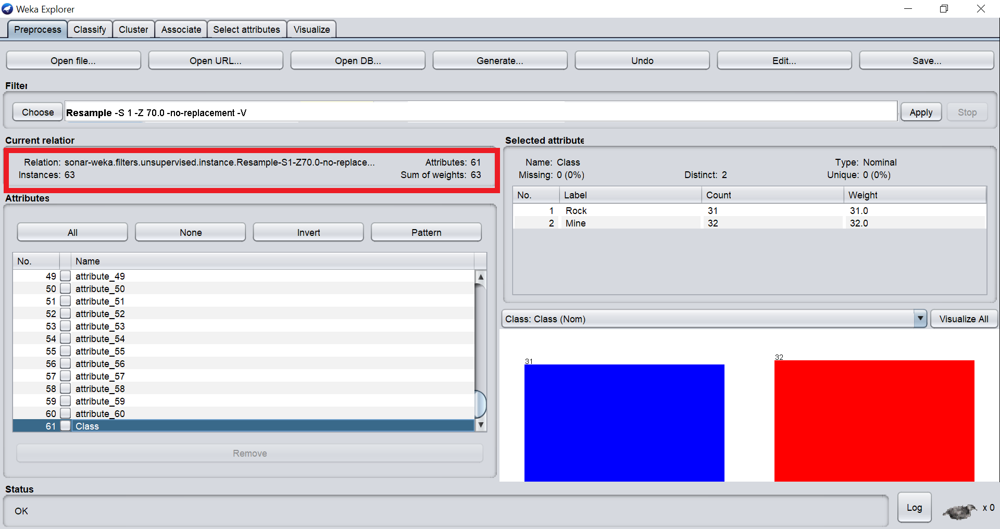 Weka Explorer
Preprocess Classify Cluster Associate Select attributes Visualize
Open file... Open URL... Open DB... Generate... Undo Edit... Save...
Filter
Choose Resample -S 1 -Z 70.0 -no-replacement -V Apply Stop
Current relation
Relation: sonar-weka.filters.unsupervised.instance.Resample-S1-Z70.0-no-replace... Attributes: 61
Instances: 63 Sum of weights: 63
Attributes
All None Invert Pattern
No. Name
49 attribute_49
50 attribute_50
51 attribute_51
52 attribute_52
53 attribute_53
54 attribute_54
55 attribute_55
56 attribute_56
57 attribute_57
58 attribute_58
59 attribute_59
60 attribute_60
61 Class
Remove
Selected attribute
Name: Class Type: Nominal
Missing: 0 (0%) Distinct: 2 Unique: 0 (0%)
No. Label Count Weight
1 Rock 31 31.0
2 Mine 32 32.0
Class: Class (Nom) Visualize All
31 32
Status
OK
Log x 0